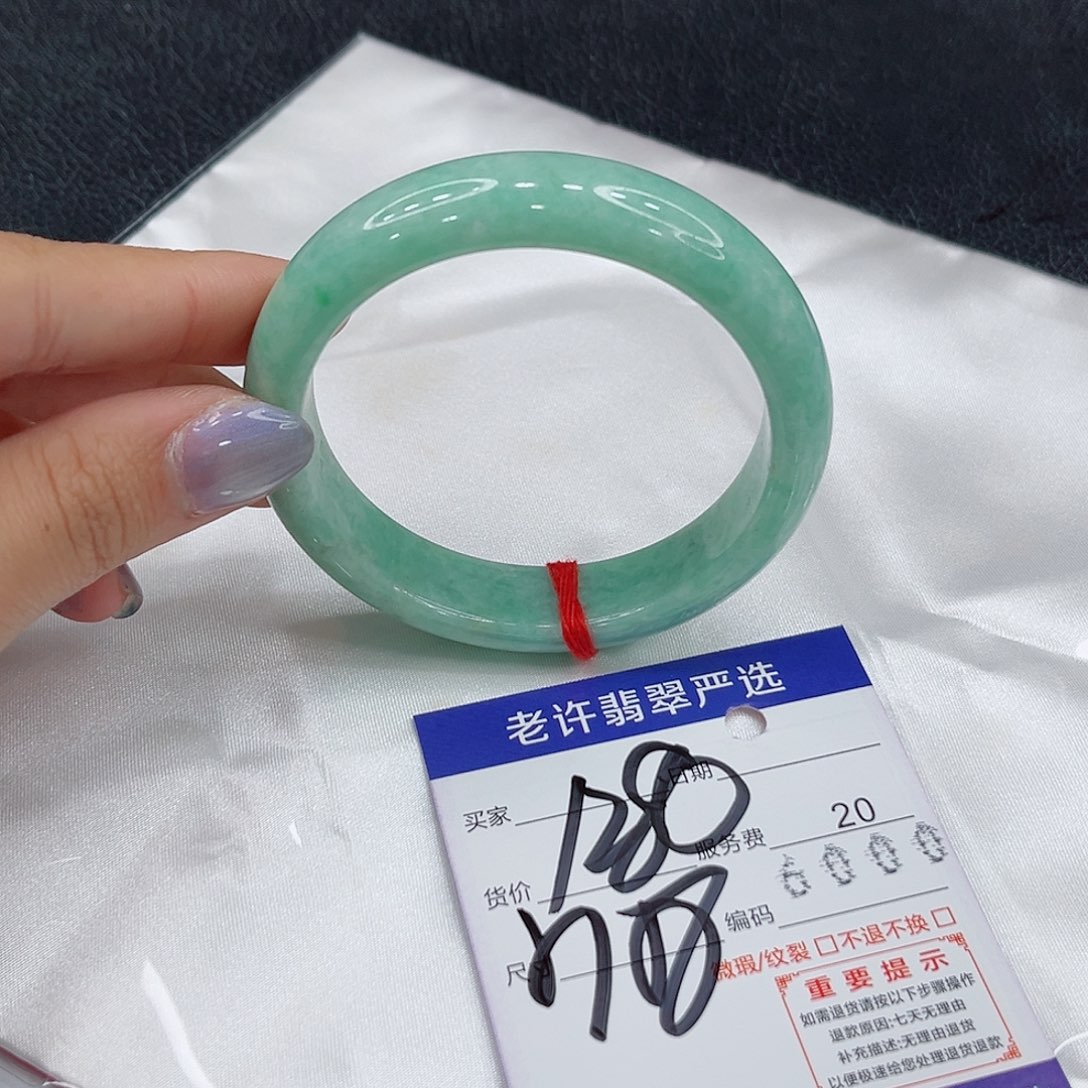 老许翡翠严选
买家
日期
服务费 20
货价
6000
编码
尺
微瑕/纹裂 □不退不换□
重要提示
如需退货请按以下步骤操作
退款原因:七天无理由
补充描述:无理由退货
以便极速给您处理退货退款